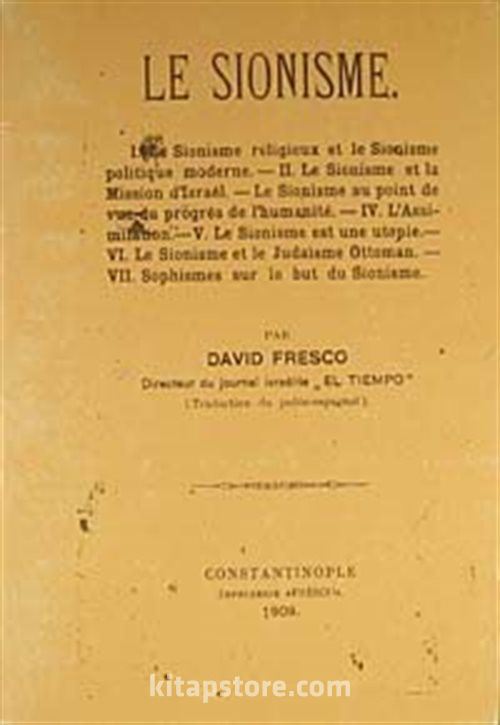 LE SIONISME.
I. Le Sionisme religieux et le Sionisme
politique moderne. — II. Le Sionisme et la
Mission d'Israël. — Le Sionisme au point de
vue du progrès de l'humanité. — IV. L'Assi-
milation. — V. Le Sionisme est une utopie. —
VI. Le Sionisme et le Judaïsme Ottoman. —
VII. Sophismes sur le but du Sionisme.
PAR
DAVID FRESCO
Directeur du journal israélite „EL TIEMPO"
(Traduction du judéo-espagnol)
CONSTANTINOPLE
IMPRIMERIE
1909.
kitapstore.com